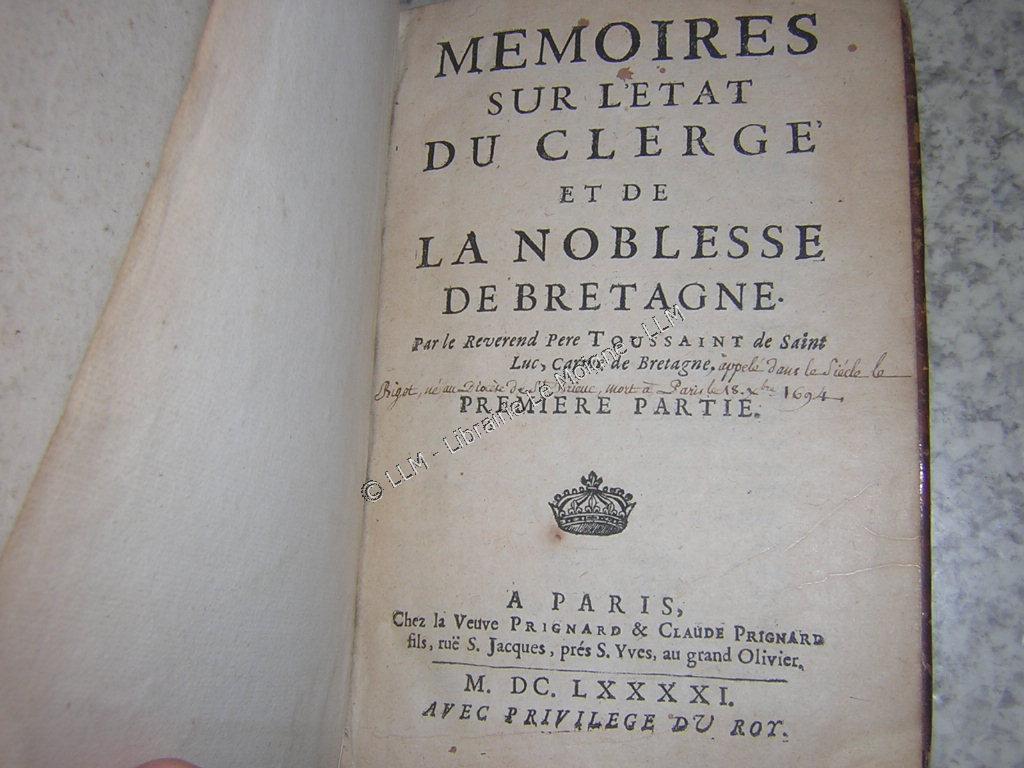 MEMOIRES
SUR L'ETAT
DU CLERGE'
ET DE
LA NOBLESSE
DE BRETAGNE.
Par le Reverend Pere TOUSSAINT de Saint
Luc, Carme de Bretagne, appelé dans le Siécle le
Bigot, né au Diocèse de St. Brieuc, mort à Paris le 18. Xbre 1694.
PREMIERE PARTIE.
© LLM - Librairie Le Moigne - LLM
A PARIS,
Chez la Veuve PRIGNARD & CLAUDE PRIGNARD
fils, ruë S. Jacques, prés S. Yves, au grand Olivier.
M. DC. LXXXXI.
AVEC PRIVILEGE DU ROY.